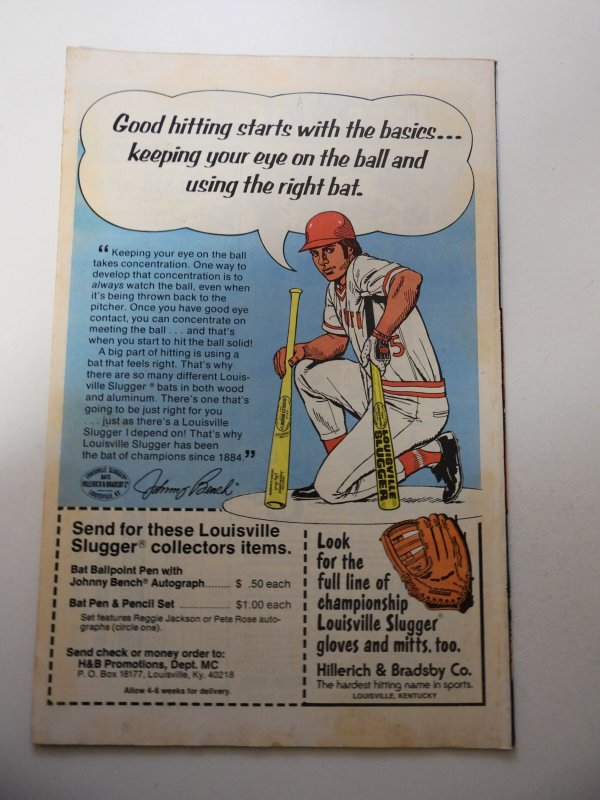 Good hitting starts with the basics...
keeping your eye on the ball and
using the right bat.
“ Keeping your eye on the ball
takes concentration. One way to
develop that concentration is to
always watch the ball, even when
it's being thrown back to the
pitcher. Once you have good eye
contact, you can concentrate on
meeting the ball . . . and that's
when you start to hit the ball solid!
A big part of hitting is using a
bat that feels right. That's why
there are so many different Louis-
ville Slugger ® bats in both wood
and aluminum. There's one that's
going to be just right for you
. . . just as there's a Louisville
Slugger I depend on! That's why
Louisville Slugger has been
the bat of champions since 1884.”
LOUISVILLE SLUGGER
BATS
HILLERICH & BRADSBY Co
LOUISVILLE, KY.
Johnny Bench
5
LOUISVILLE
SLUGGER
Send for these Louisville
Slugger® collectors items.
Bat Ballpoint Pen with
Johnny Bench® Autograph....... $ .50 each
Bat Pen & Pencil Set .............. $1.00 each
Set features Reggie Jackson or Pete Rose auto-
graphs (circle one).
Send check or money order to:
H&B Promotions, Dept. MC
P. O. Box 18177, Louisville, Ky. 40218
Allow 4-6 weeks for delivery.
Look
for the
full line of
championship
Louisville Slugger®
gloves and mitts, too.
Hillerich & Bradsby Co.
The hardest hitting name in sports.
LOUISVILLE, KENTUCKY